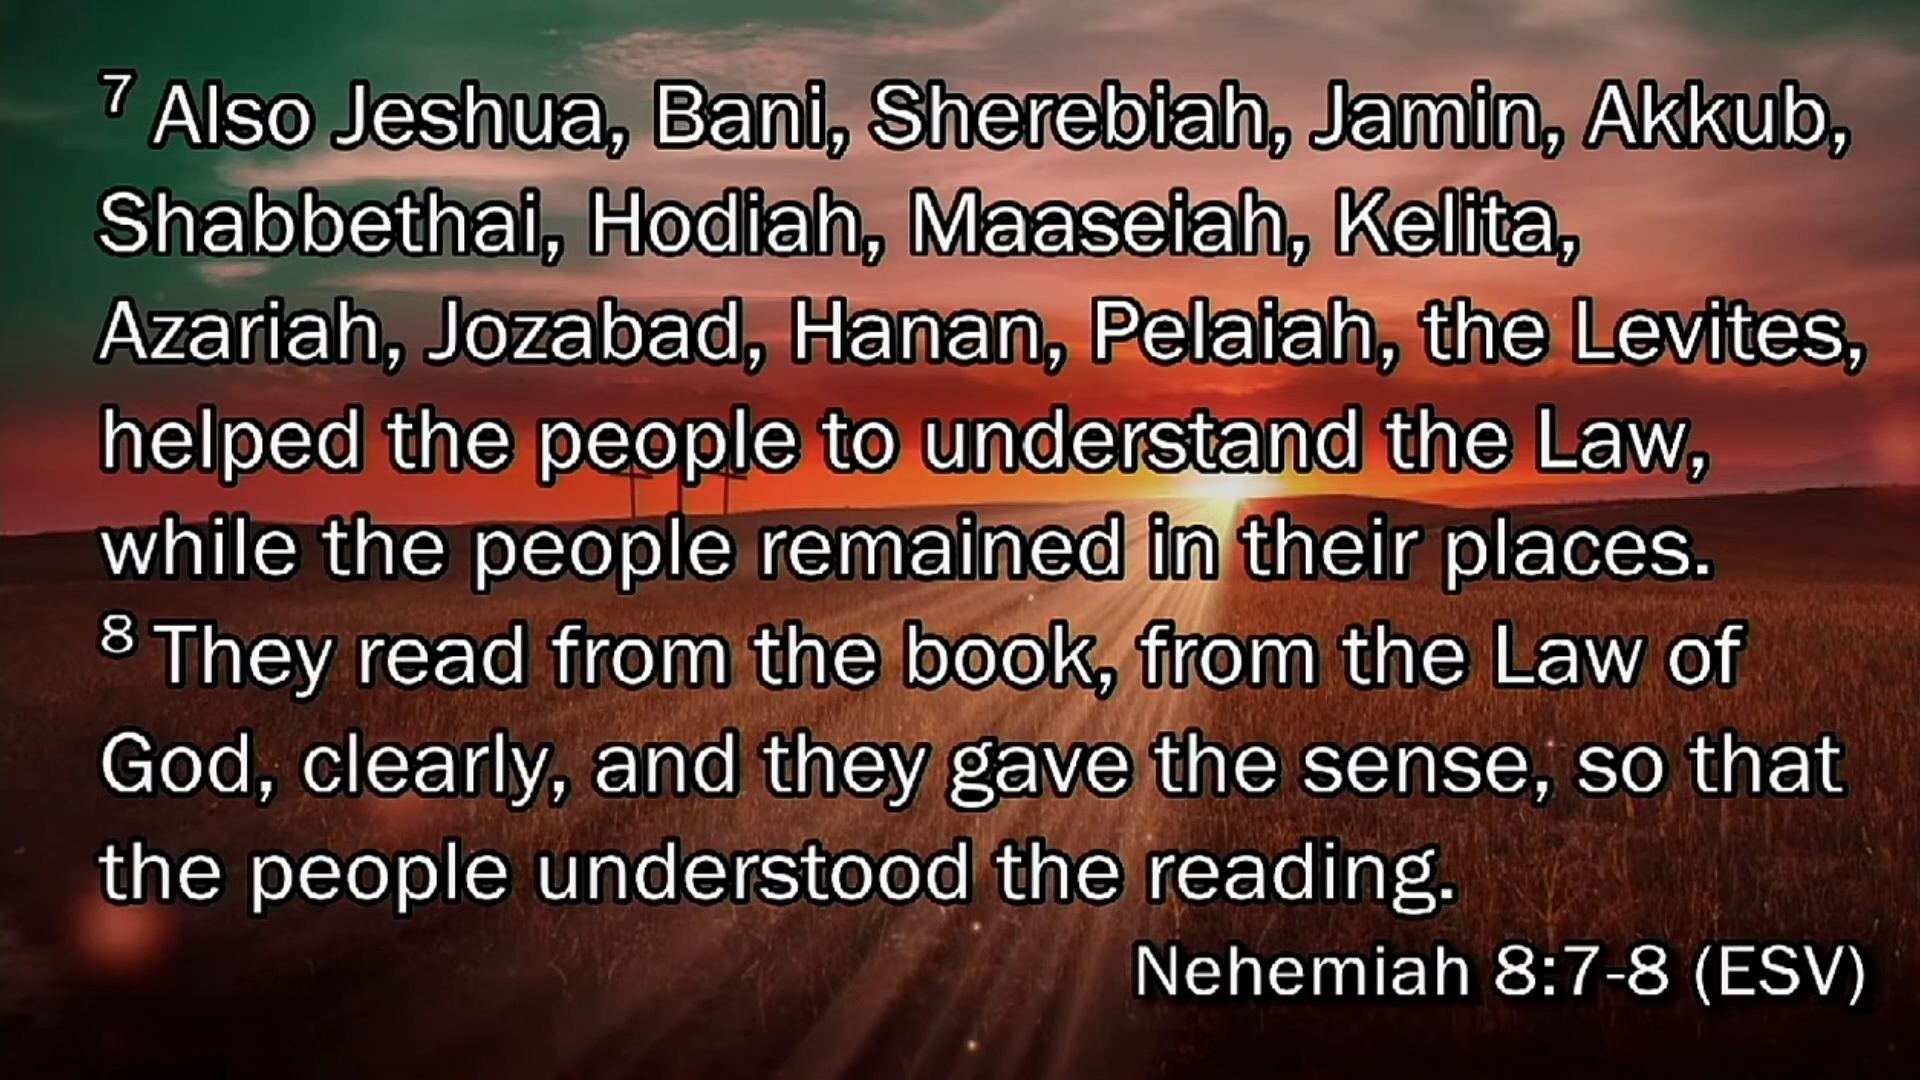 7 Also Jeshua, Bani, Sherebiah, Jamin, Akkub,
Shabbethai, Hodiah, Maaseiah, Kelita,
Azariah, Jozabad, Hanan, Pelaiah, the Levites,
helped the people to understand the Law,
while the people remained in their places.
8 They read from the book, from the Law of
God, clearly, and they gave the sense, so that
the people understood the reading.
Nehemiah 8:7-8 (ESV)